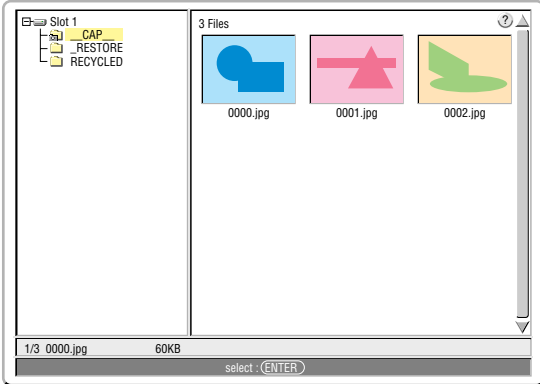 Slot 1
__CAP__
_RESTORE
RECYCLED
3 Files
?
0000.jpg 0001.jpg 0002.jpg
1/3 0000.jpg 60KB
select : ENTER